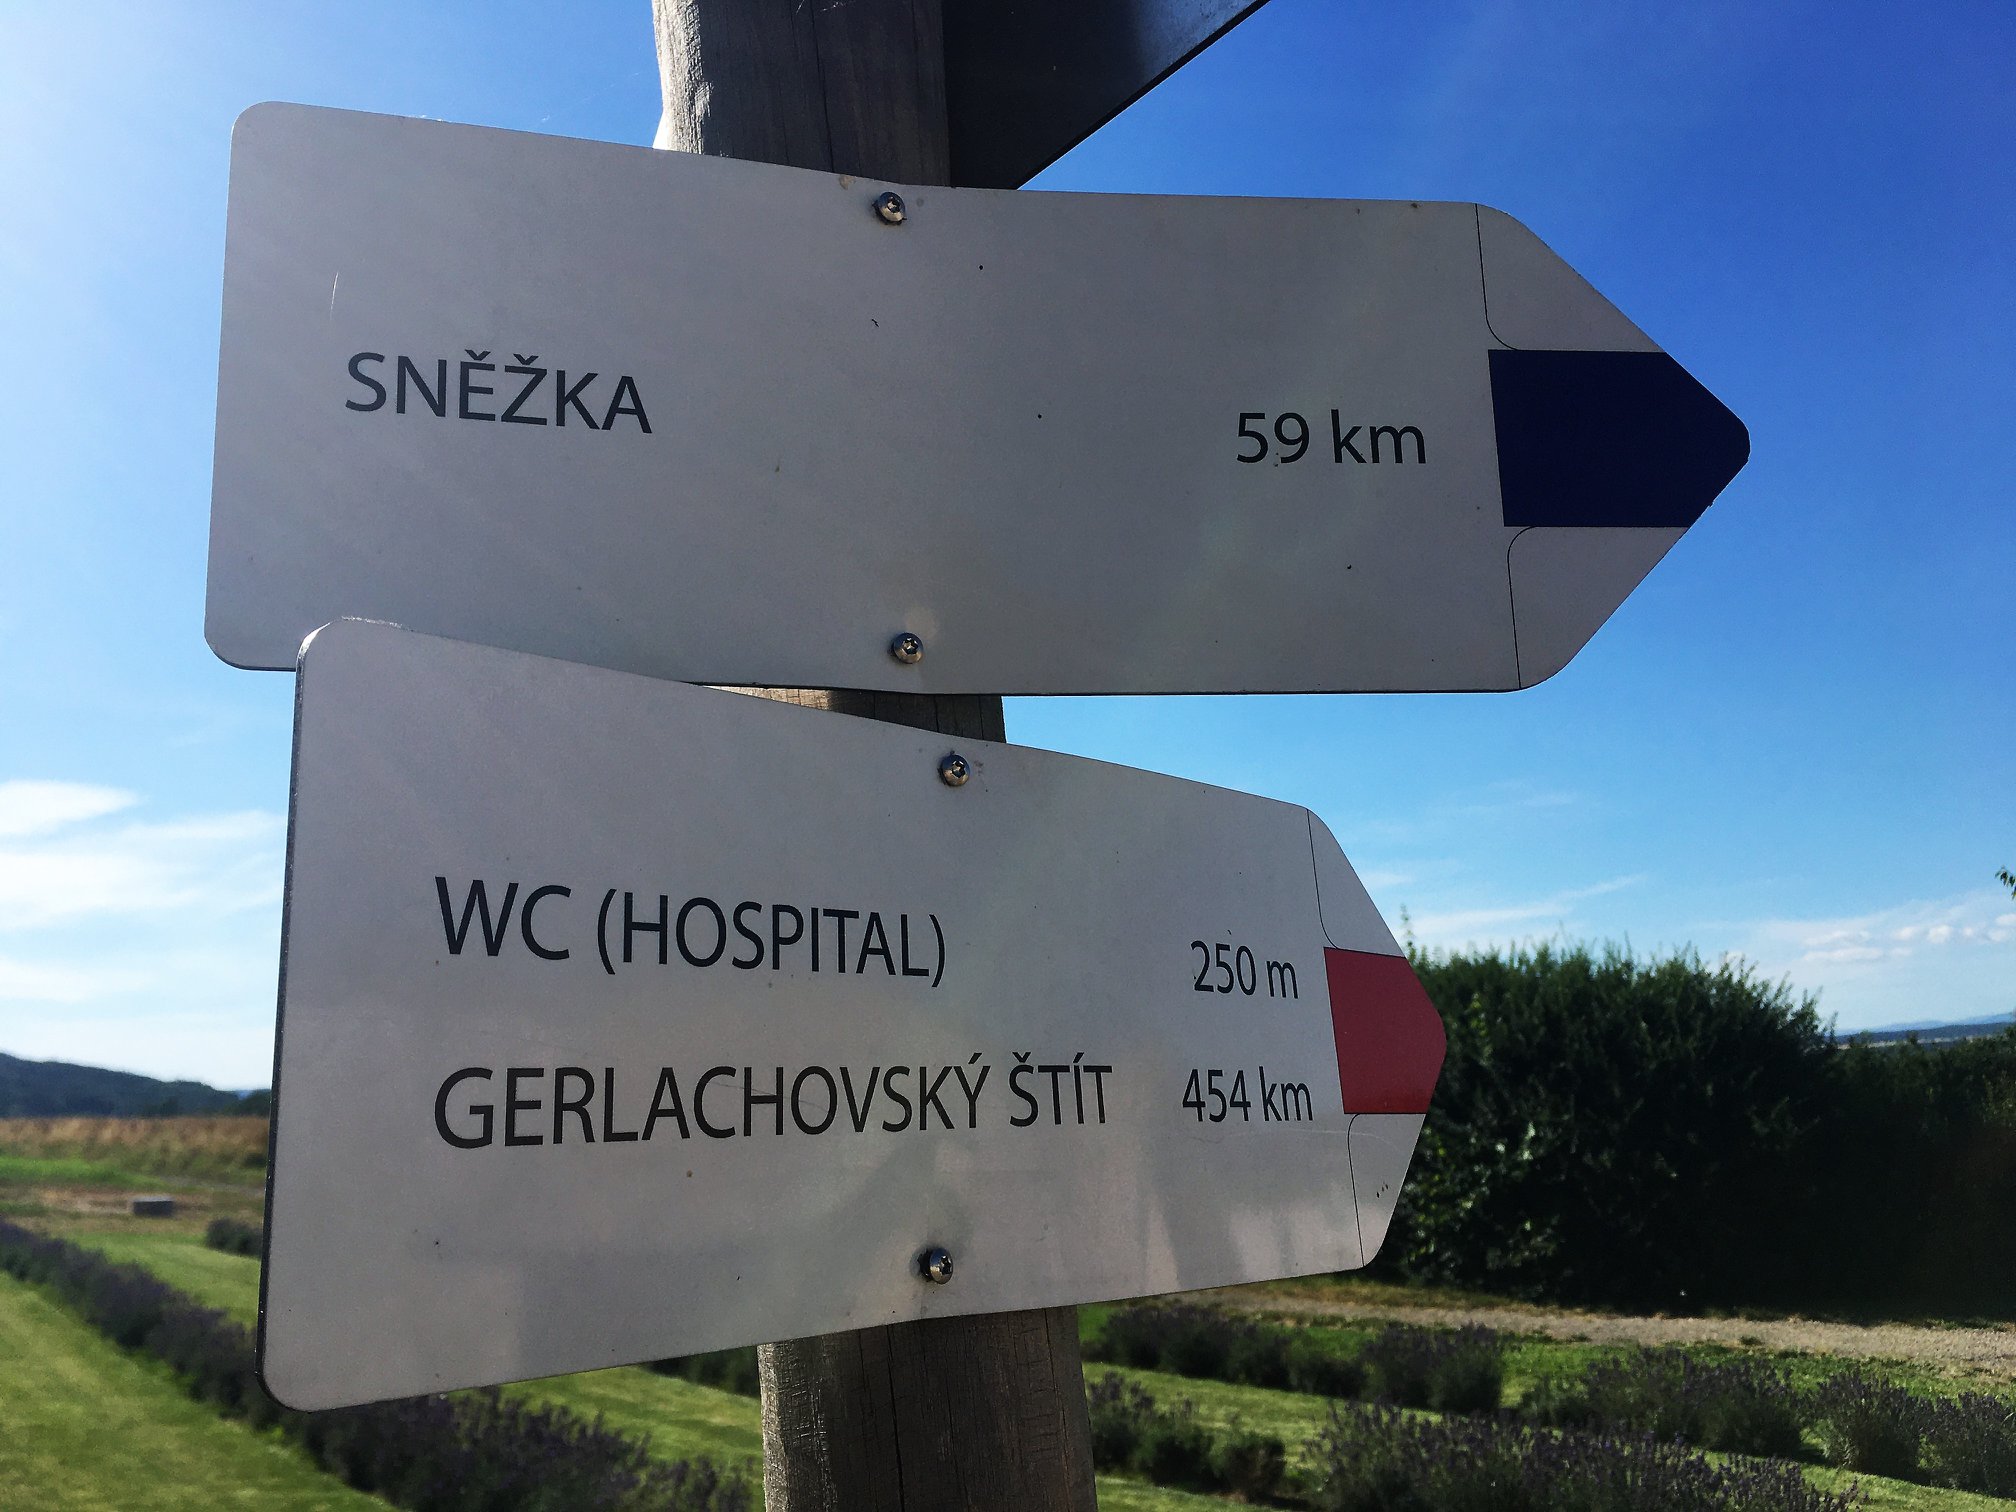 SNĚŽKA 59 km
WC (HOSPITAL) 250 m
GERLACHOVSKÝ ŠTÍT 454 km